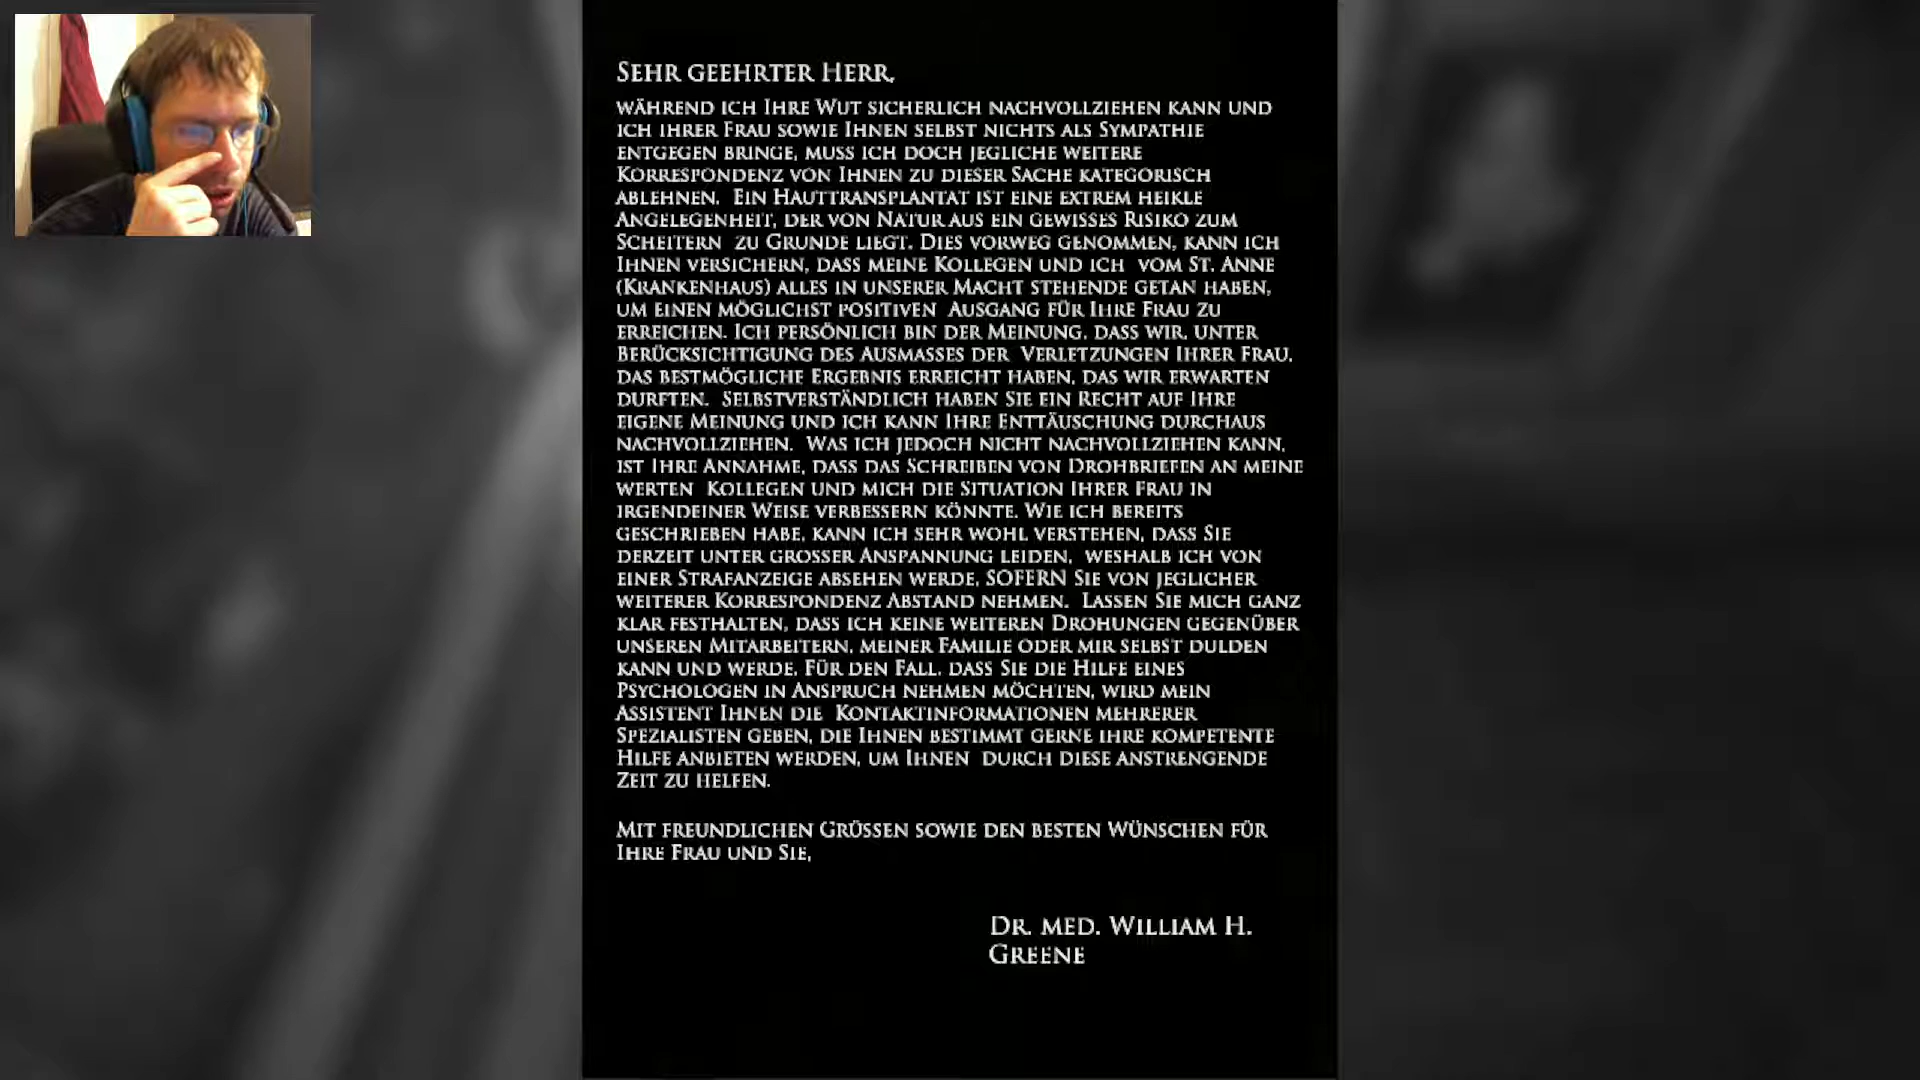 SEHR GEEHRTER HERR,
WÄHREND ICH IHRE WUT SICHERLICH NACHVOLLZIEHEN KANN UND
ICH IHRER FRAU SOWIE IHNEN SELBST NICHTS ALS SYMPATHIE
ENTGEGEN BRINGE, MUSS ICH DOCH JEGLICHE WEITERE
KORRESPONDENZ VON IHNEN ZU DIESER SACHE KATEGORISCH
ABLEHNEN. EIN HAUTTRANSPLANTAT IST EINE EXTREM HEIKLE
ANGELEGENHEIT, DER VON NATUR AUS EIN GEWISSES RISIKO ZUM
SCHEITERN ZU GRUNDE LIEGT. DIES VORWEG GENOMMEN, KANN ICH
IHNEN VERSICHERN, DASS MEINE KOLLEGEN UND ICH VOM ST. ANNE
(KRANKENHAUS) ALLES IN UNSERER MACHT STEHENDE GETAN HABEN,
UM EINEN MÖGLICHST POSITIVEN AUSGANG FÜR IHRE FRAU ZU
ERREICHEN. ICH PERSÖNLICH BIN DER MEINUNG, DASS WIR, UNTER
BERÜCKSICHTIGUNG DES AUSMASSES DER VERLETZUNGEN IHRER FRAU,
DAS BESTMÖGLICHE ERGEBNIS ERREICHT HABEN, DAS WIR ERWARTEN
DURFTEN. SELBSTVERSTÄNDLICH HABEN SIE EIN RECHT AUF IHRE
EIGENE MEINUNG UND ICH KANN IHRE ENTTÄUSCHUNG DURCHAUS
NACHVOLLZIEHEN. WAS ICH JEDOCH NICHT NACHVOLLZIEHEN KANN,
IST IHRE ANNAHME, DASS DAS SCHREIBEN VON DROHBRIEFEN AN MEINE
WERTEN KOLLEGEN UND MICH DIE SITUATION IHRER FRAU IN
IRGENDEINER WEISE VERBESSERN KÖNNTE. WIE ICH BEREITS
GESCHRIEBEN HABE, KANN ICH SEHR WOHL VERSTEHEN, DASS SIE
DERZEIT UNTER GROSSER ANSPANNUNG LEIDEN, WESHALB ICH VON
EINER STRAFANZEIGE ABSEHEN WERDE, SOFERN SIE VON JEGLICHER
WEITERER KORRESPONDENZ ABSTAND NEHMEN. LASSEN SIE MICH GANZ
KLAR FESTHALTEN, DASS ICH KEINE WEITEREN DROHUNGEN GEGENÜBER
UNSEREN MITARBEITERN, MEINER FAMILIE ODER MIR SELBST DULDEN
KANN UND WERDE. FÜR DEN FALL, DASS SIE DIE HILFE EINES
PSYCHOLOGEN IN ANSPRUCH NEHMEN MÖCHTEN, WIRD MEIN
ASSISTENT IHNEN DIE KONTAKTINFORMATIONEN MEHRERER
SPEZIALISTEN GEBEN, DIE IHNEN BESTIMMT GERNE IHRE KOMPETENTE
HILFE ANBIETEN WERDEN, UM IHNEN DURCH DIESE ANSTRENGENDE
ZEIT ZU HELFEN.
MIT FREUNDLICHEN GRÜSSEN SOWIE DEN BESTEN WÜNSCHEN FÜR
IHRE FRAU UND SIE,
DR. MED. WILLIAM H.
GREENE